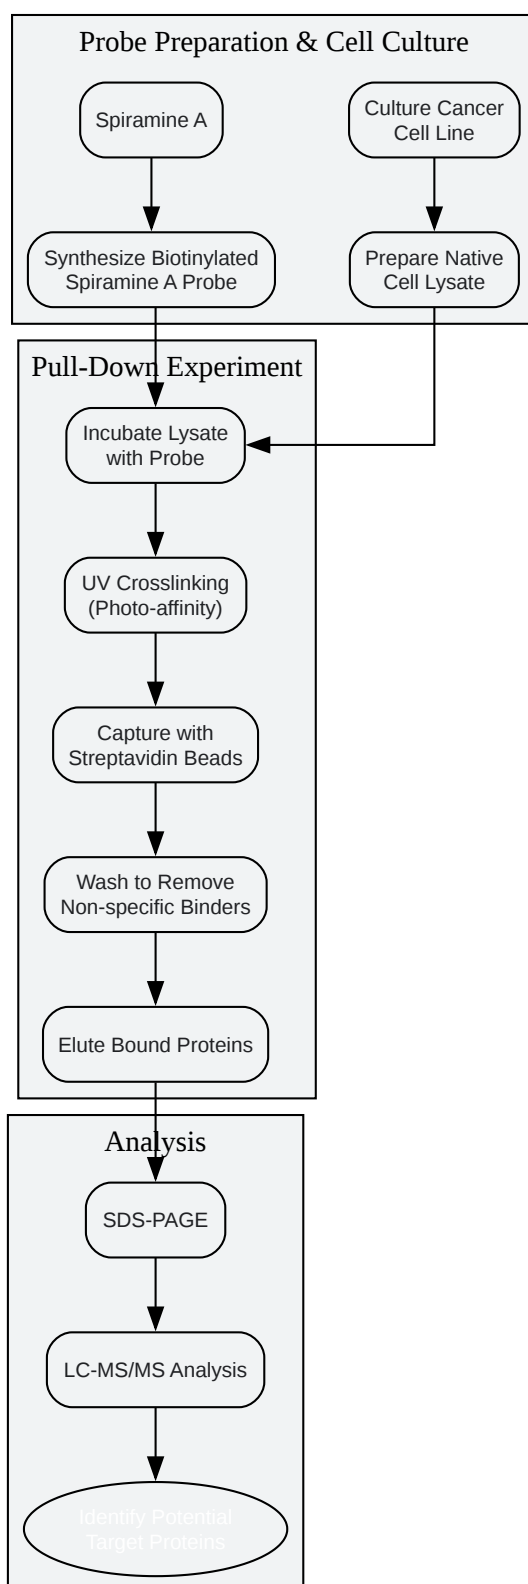 Probe Preparation & Cell Culture
Spiramine A
Culture Cancer
Cell Line
Synthesize Biotinylated
Spiramine A Probe
Prepare Native
Cell Lysate
Pull-Down Experiment
Incubate Lysate
with Probe
UV Crosslinking
(Photo-affinity)
Capture with
Streptavidin Beads
Wash to Remove
Non-specific Binders
Elute Bound Proteins
Analysis
SDS-PAGE
LC-MS/MS Analysis
Identify Potential
Target Proteins